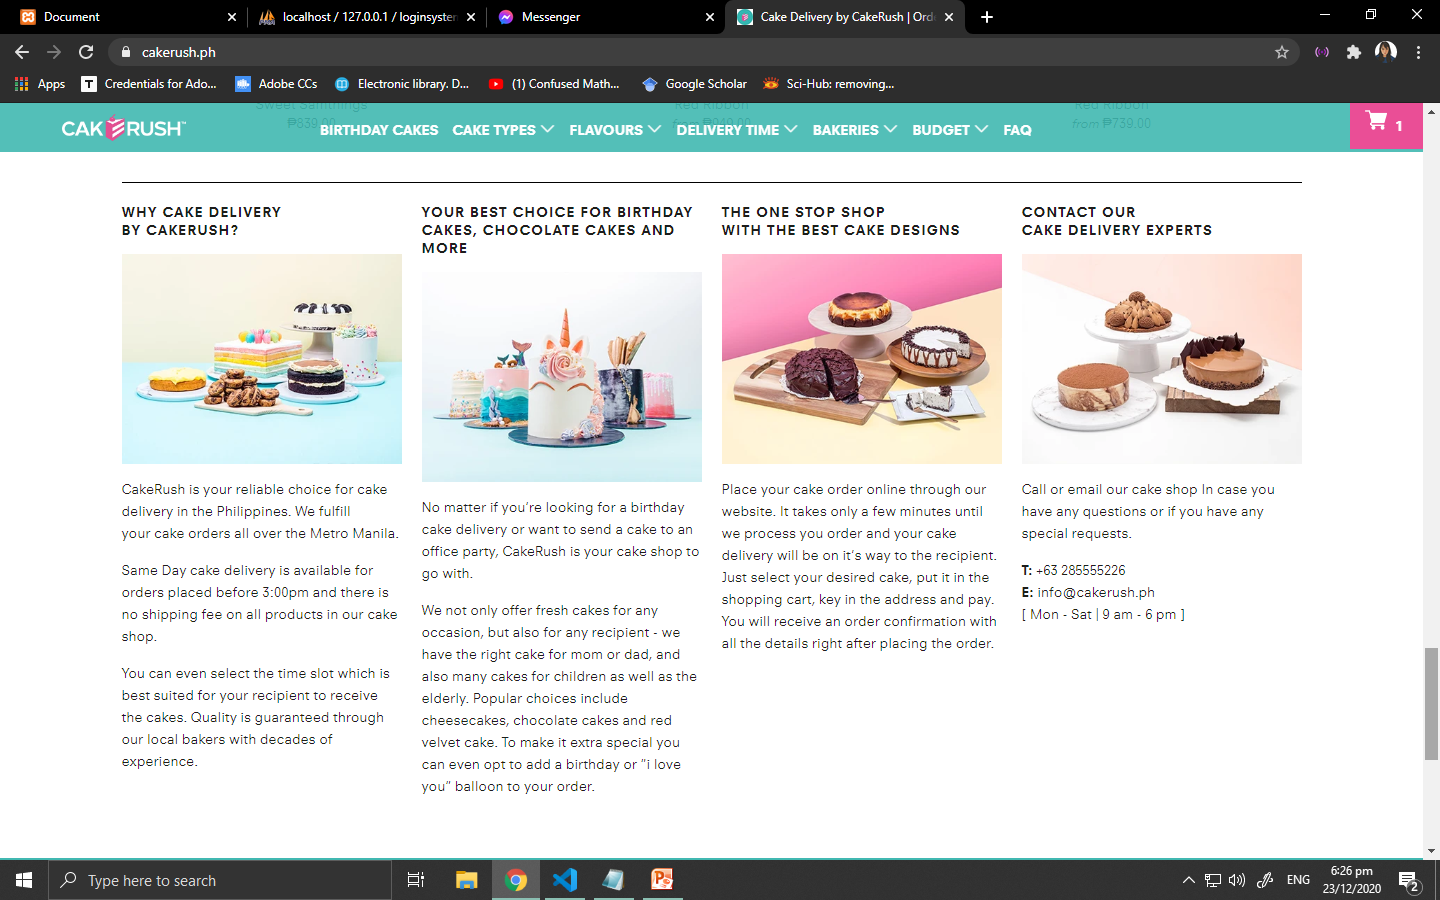 Document
localhost / 127.0.0.1 / loginsystem
Messenger
Cake Delivery by CakeRush | Orde
cakerush.ph
Apps
Credentials for Ado...
Adobe CCs
Electronic library. D...
(1) Confused Math...
Google Scholar
Sci-Hub: removing...
Sweet Samthings
Red Ribbon
Red Ribbon
₱839.00
from ₱949.00
from ₱739.00
CAKERUSH™
BIRTHDAY CAKES
CAKE TYPES
FLAVOURS
DELIVERY TIME
BAKERIES
BUDGET
FAQ
1
WHY CAKE DELIVERY
BY CAKERUSH?
CakeRush is your reliable choice for cake
delivery in the Philippines. We fulfill
your cake orders all over the Metro Manila.
Same Day cake delivery is available for
orders placed before 3:00pm and there is
no shipping fee on all products in our cake
shop.
You can even select the time slot which is
best suited for your recipient to receive
the cakes. Quality is guaranteed through
our local bakers with decades of
experience.
YOUR BEST CHOICE FOR BIRTHDAY
CAKES, CHOCOLATE CAKES AND
MORE
No matter if you're looking for a birthday
cake delivery or want to send a cake to an
office party, CakeRush is your cake shop to
go with.
We not only offer fresh cakes for any
occasion, but also for any recipient - we
have the right cake for mom or dad, and
also many cakes for children as well as the
elderly. Popular choices include
cheesecakes, chocolate cakes and red
velvet cake. To make it extra special you
can even opt to add a birthday or "i love
you" balloon to your order.
THE ONE STOP SHOP
WITH THE BEST CAKE DESIGNS
Place your cake order online through our
website. It takes only a few minutes until
we process you order and your cake
delivery will be on it's way to the recipient.
Just select your desired cake, put it in the
shopping cart, key in the address and pay.
You will receive an order confirmation with
all the details right after placing the order.
CONTACT OUR
CAKE DELIVERY EXPERTS
Call or email our cake shop In case you
have any questions or if you have any
special requests.
T: +63 285555226
E: info@cakerush.ph
[ Mon - Sat | 9 am - 6 pm ]
Type here to search
ENG
6:26 pm
23/12/2020
2